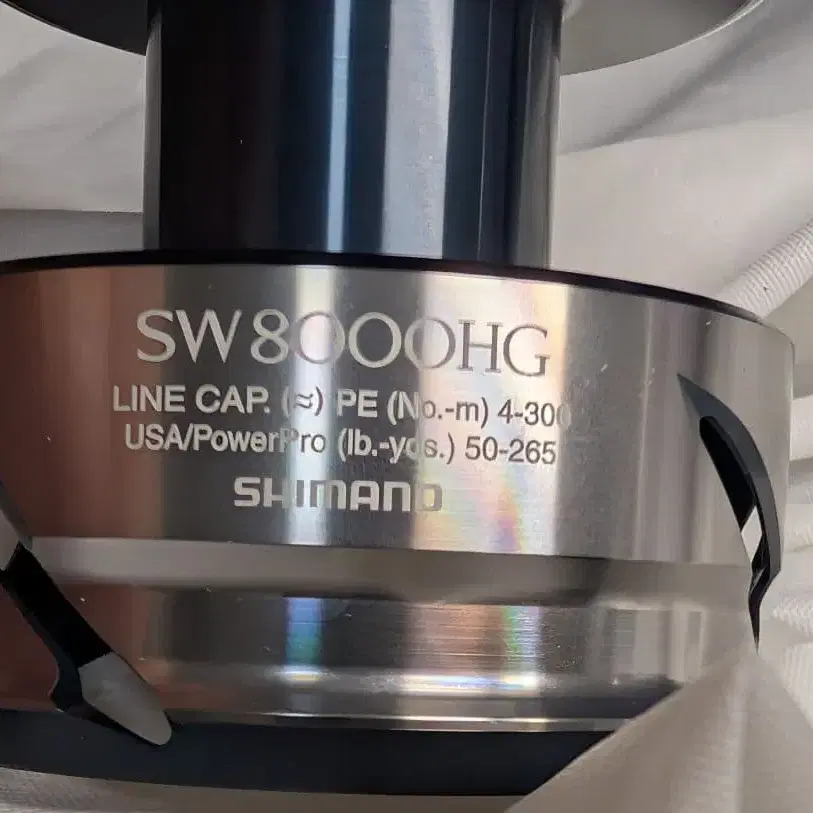 SW8000HG
LINE CAP. (≈) PE (No.-m) 4-300
USA/PowerPro (lb.-yds.) 50-265
SHIMANO